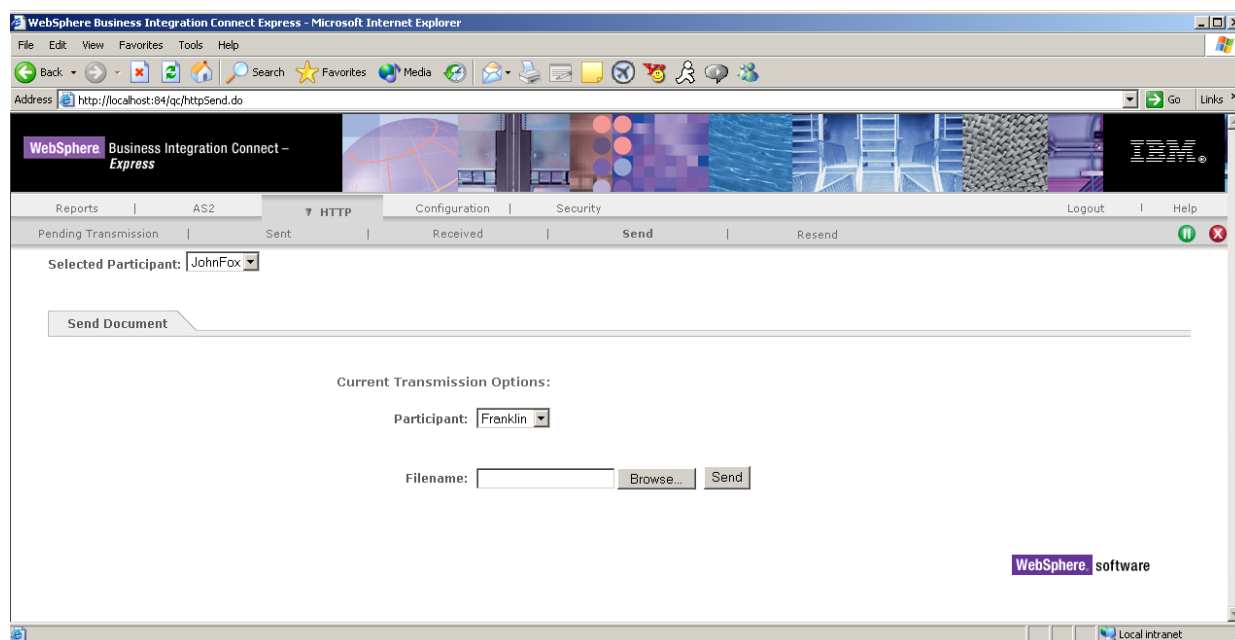 WebSphere Business Integration Connect Express - Microsoft Internet Explorer
File Edit View Favorites Tools Help
Back Search Favorites Media
Address http://localhost:84/qc/httpSend.do Go Links
WebSphere. Business Integration Connect –
Express
IBM®
Reports | AS2 HTTP Configuration | Security Logout | Help
Pending Transmission | Sent | Received | Send | Resend
Selected Participant: JohnFox
Send Document
Current Transmission Options:
Participant: Franklin
Filename: Browse... Send
WebSphere. software
Local intranet